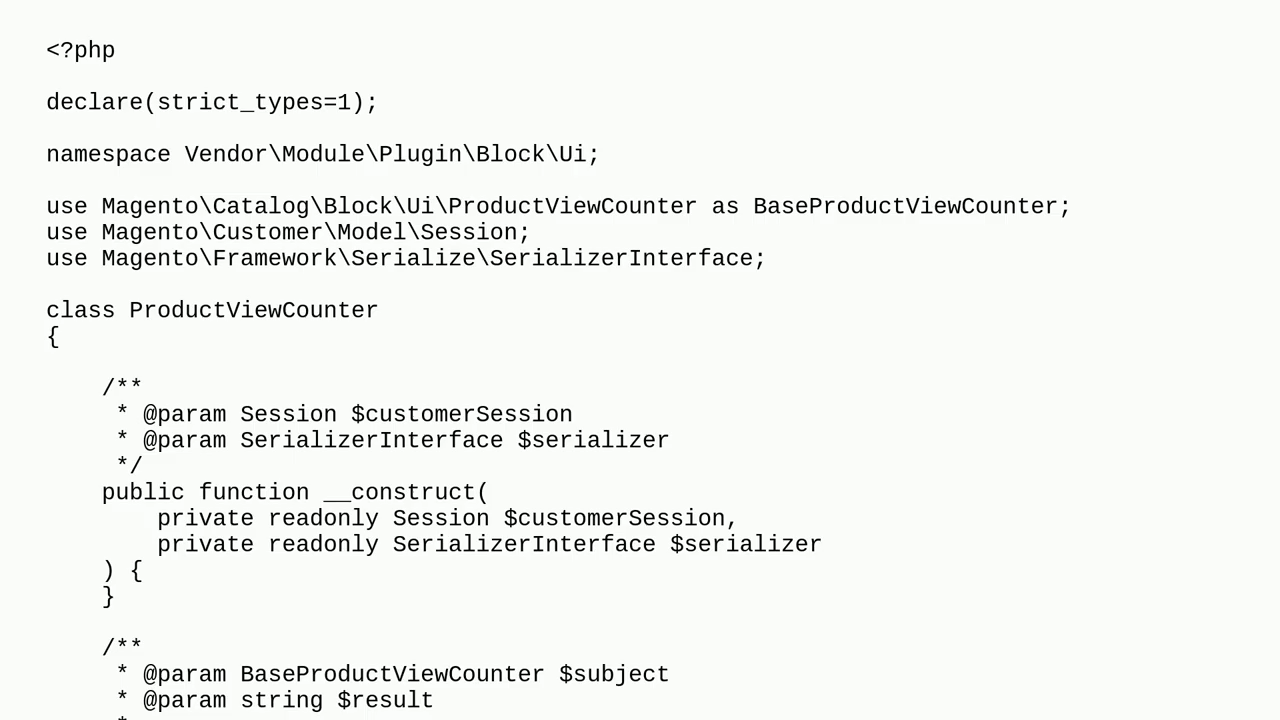 <?php
declare(strict_types=1);
namespace Vendor\Module\Plugin\Block\Ui;
use Magento\Catalog\Block\Ui\ProductViewCounter as BaseProductViewCounter;
use Magento\Customer\Model\Session;
use Magento\Framework\Serialize\SerializerInterface;
class ProductViewCounter
{
    /**
     * @param Session $customerSession
     * @param SerializerInterface $serializer
     */
    public function __construct(
        private readonly Session $customerSession,
        private readonly SerializerInterface $serializer
    ) {
    }
    /**
     * @param BaseProductViewCounter $subject
     * @param string $result
     *